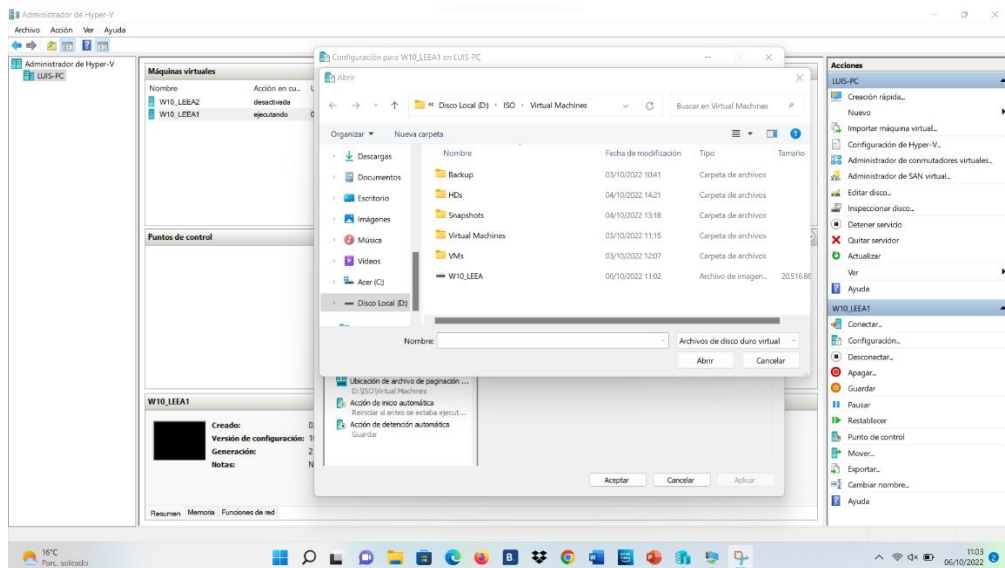 Administrador de Hyper-V
Archivo Acción Ver Ayuda
Administrador de Hyper-V
LUIS-PC
Máquinas virtuales
Nombre Acción en cu...
W10_LEEA2 desactivada
W10_LEEA1 ejecutando
Puntos de control
W10_LEEA1
Creado:
Versión de configuración:
Generación:
Notas:
Resumen Memoria Funciones de red
Configuración para W10_LEEA1 en LUIS-PC
Abrir
« Disco Local (D:) › ISO › Virtual Machines
Buscar en Virtual Machines
Organizar Nueva carpeta
Descargas
Documentos
Escritorio
Imágenes
Música
Vídeos
Acer (C:)
Disco Local (D:)
Nombre Fecha de modificación Tipo Tamaño
Backup 03/10/2022 10:41 Carpeta de archivos
HDs 04/10/2022 14:21 Carpeta de archivos
Snapshots 04/10/2022 13:18 Carpeta de archivos
Virtual Machines 03/10/2022 11:15 Carpeta de archivos
VMs 03/10/2022 12:07 Carpeta de archivos
W10_LEEA 06/10/2022 11:02 Archivo de imagen...
Nombre:
Archivos de disco duro virtual
Abrir Cancelar
Ubicación de archivo de paginación ...
D:\ISO\Virtual Machines
Acción de inicio automática
Reiniciar si antes se estaba ejecut...
Acción de detención automática
Guardar
Aceptar Cancelar Aplicar
Acciones
LUIS-PC
Creación rápida...
Nuevo
Importar máquina virtual...
Configuración de Hyper-V...
Administrador de conmutadores virtuales...
Administrador de SAN virtual...
Editar disco...
Inspeccionar disco...
Detener servicio
Quitar servidor
Actualizar
Ver
Ayuda
W10_LEEA1
Conectar...
Configuración...
Desconectar...
Apagar...
Guardar
Pausar
Restablecer
Punto de control
Mover...
Exportar...
Cambiar nombre...
Ayuda
16°C
Parc. soleado
11:03
06/10/2022